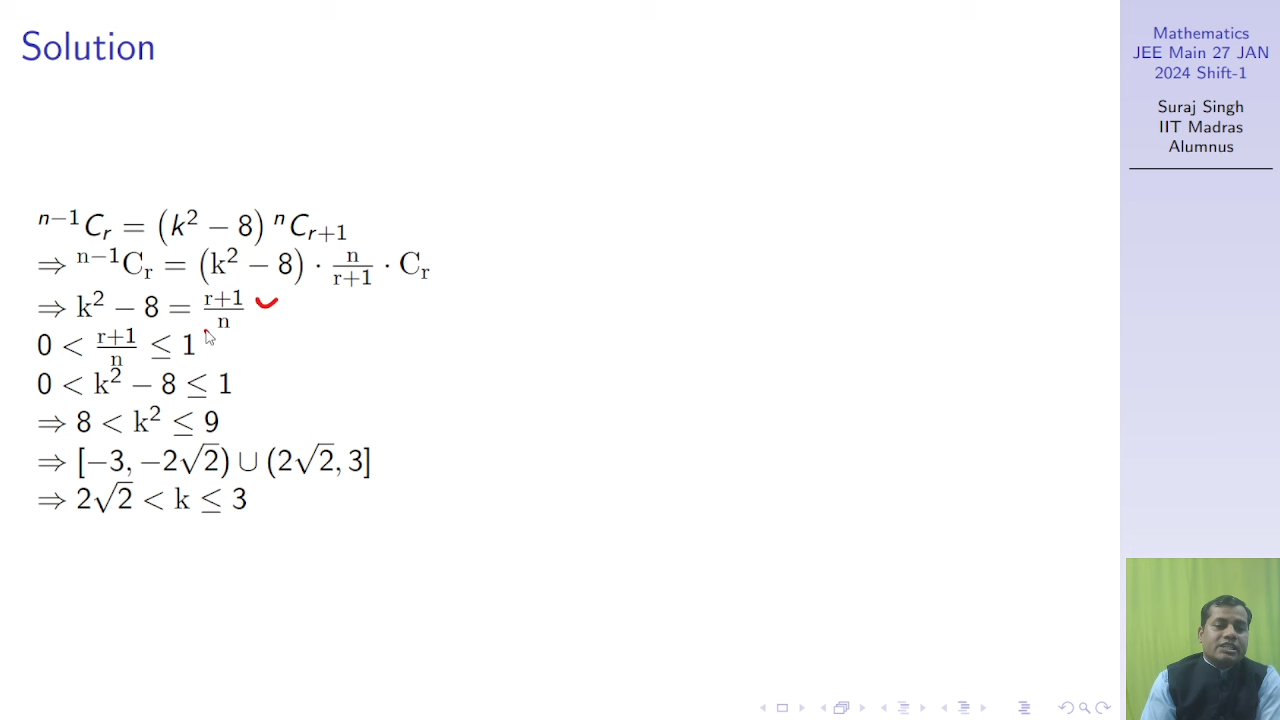 Solution
ⁿ⁻¹Cᵣ = (k² − 8) ⁿCᵣ₊₁
⇒ ⁿ⁻¹Cᵣ = (k² − 8) · n/(r+1) · Cᵣ
⇒ k² − 8 = (r+1)/n
0 < (r+1)/n ≤ 1
0 < k² − 8 ≤ 1
⇒ 8 < k² ≤ 9
⇒ [−3, −2√2) ∪ (2√2, 3]
⇒ 2√2 < k ≤ 3
Mathematics
JEE Main 27 JAN
2024 Shift-1
Suraj Singh
IIT Madras
Alumnus